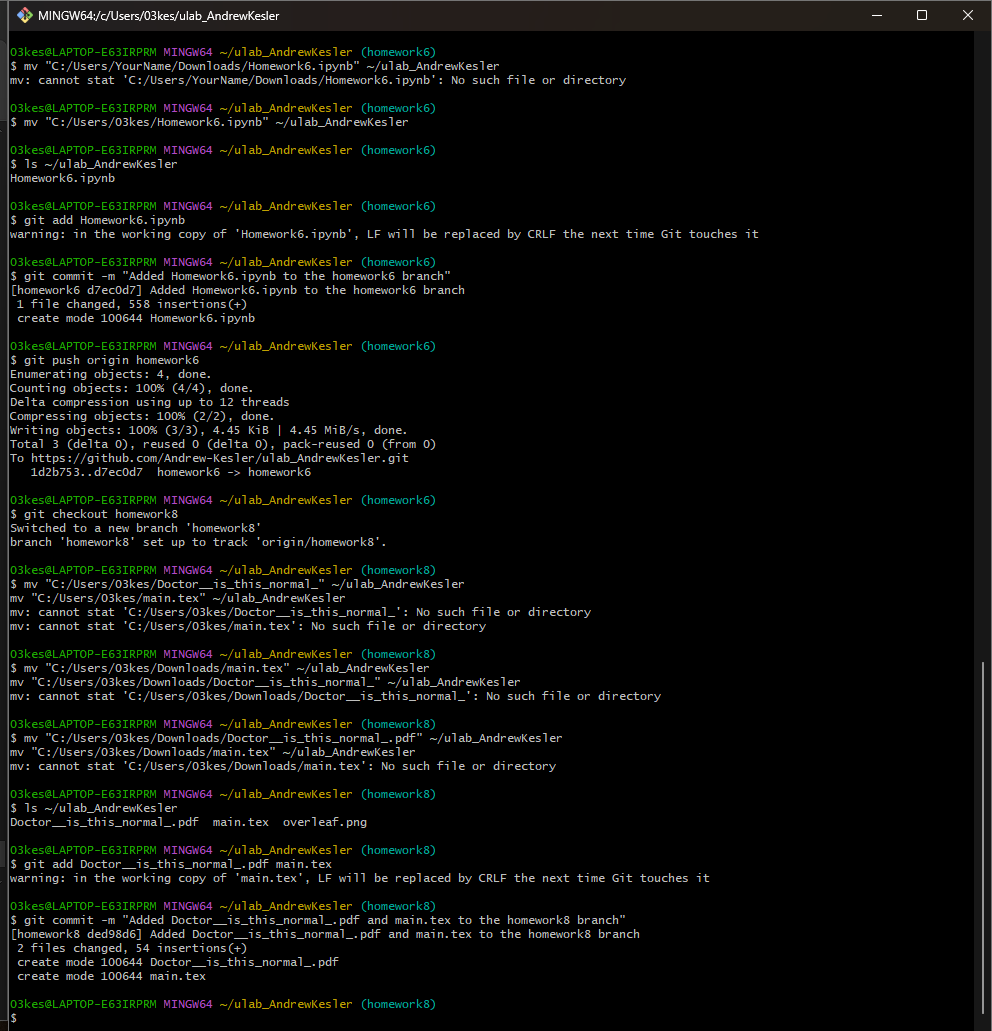 MINGW64:/c/Users/03kes/ulab_AndrewKesler
03kes@LAPTOP-E63IRPRM MINGW64 ~/ulab_AndrewKesler (homework6)
$ mv "C:/Users/YourName/Downloads/Homework6.ipynb" ~/ulab_AndrewKesler
mv: cannot stat 'C:/Users/YourName/Downloads/Homework6.ipynb': No such file or directory
03kes@LAPTOP-E63IRPRM MINGW64 ~/ulab_AndrewKesler (homework6)
$ mv "C:/Users/03kes/Homework6.ipynb" ~/ulab_AndrewKesler
03kes@LAPTOP-E63IRPRM MINGW64 ~/ulab_AndrewKesler (homework6)
$ ls ~/ulab_AndrewKesler
Homework6.ipynb
03kes@LAPTOP-E63IRPRM MINGW64 ~/ulab_AndrewKesler (homework6)
$ git add Homework6.ipynb
warning: in the working copy of 'Homework6.ipynb', LF will be replaced by CRLF the next time Git touches it
03kes@LAPTOP-E63IRPRM MINGW64 ~/ulab_AndrewKesler (homework6)
$ git commit -m "Added Homework6.ipynb to the homework6 branch"
[homework6 d7ec0d7] Added Homework6.ipynb to the homework6 branch
 1 file changed, 558 insertions(+)
 create mode 100644 Homework6.ipynb
03kes@LAPTOP-E63IRPRM MINGW64 ~/ulab_AndrewKesler (homework6)
$ git push origin homework6
Enumerating objects: 4, done.
Counting objects: 100% (4/4), done.
Delta compression using up to 12 threads
Compressing objects: 100% (2/2), done.
Writing objects: 100% (3/3), 4.45 KiB | 4.45 MiB/s, done.
Total 3 (delta 0), reused 0 (delta 0), pack-reused 0 (from 0)
To https://github.com/Andrew-Kesler/ulab_AndrewKesler.git
   1d2b753..d7ec0d7  homework6 -> homework6
03kes@LAPTOP-E63IRPRM MINGW64 ~/ulab_AndrewKesler (homework6)
$ git checkout homework8
Switched to a new branch 'homework8'
branch 'homework8' set up to track 'origin/homework8'.
03kes@LAPTOP-E63IRPRM MINGW64 ~/ulab_AndrewKesler (homework8)
$ mv "C:/Users/03kes/Doctor__is_this_normal_" ~/ulab_AndrewKesler
mv "C:/Users/03kes/main.tex" ~/ulab_AndrewKesler
mv: cannot stat 'C:/Users/03kes/Doctor__is_this_normal_': No such file or directory
mv: cannot stat 'C:/Users/03kes/main.tex': No such file or directory
03kes@LAPTOP-E63IRPRM MINGW64 ~/ulab_AndrewKesler (homework8)
$ mv "C:/Users/03kes/Downloads/main.tex" ~/ulab_AndrewKesler
mv "C:/Users/03kes/Downloads/Doctor__is_this_normal_" ~/ulab_AndrewKesler
mv: cannot stat 'C:/Users/03kes/Downloads/Doctor__is_this_normal_': No such file or directory
03kes@LAPTOP-E63IRPRM MINGW64 ~/ulab_AndrewKesler (homework8)
$ mv "C:/Users/03kes/Downloads/Doctor__is_this_normal_.pdf" ~/ulab_AndrewKesler
mv "C:/Users/03kes/Downloads/main.tex" ~/ulab_AndrewKesler
mv: cannot stat 'C:/Users/03kes/Downloads/main.tex': No such file or directory
03kes@LAPTOP-E63IRPRM MINGW64 ~/ulab_AndrewKesler (homework8)
$ ls ~/ulab_AndrewKesler
Doctor__is_this_normal_.pdf  main.tex  overleaf.png
03kes@LAPTOP-E63IRPRM MINGW64 ~/ulab_AndrewKesler (homework8)
$ git add Doctor__is_this_normal_.pdf main.tex
warning: in the working copy of 'main.tex', LF will be replaced by CRLF the next time Git touches it
03kes@LAPTOP-E63IRPRM MINGW64 ~/ulab_AndrewKesler (homework8)
$ git commit -m "Added Doctor__is_this_normal_.pdf and main.tex to the homework8 branch"
[homework8 ded98d6] Added Doctor__is_this_normal_.pdf and main.tex to the homework8 branch
 2 files changed, 54 insertions(+)
 create mode 100644 Doctor__is_this_normal_.pdf
 create mode 100644 main.tex
03kes@LAPTOP-E63IRPRM MINGW64 ~/ulab_AndrewKesler (homework8)
$